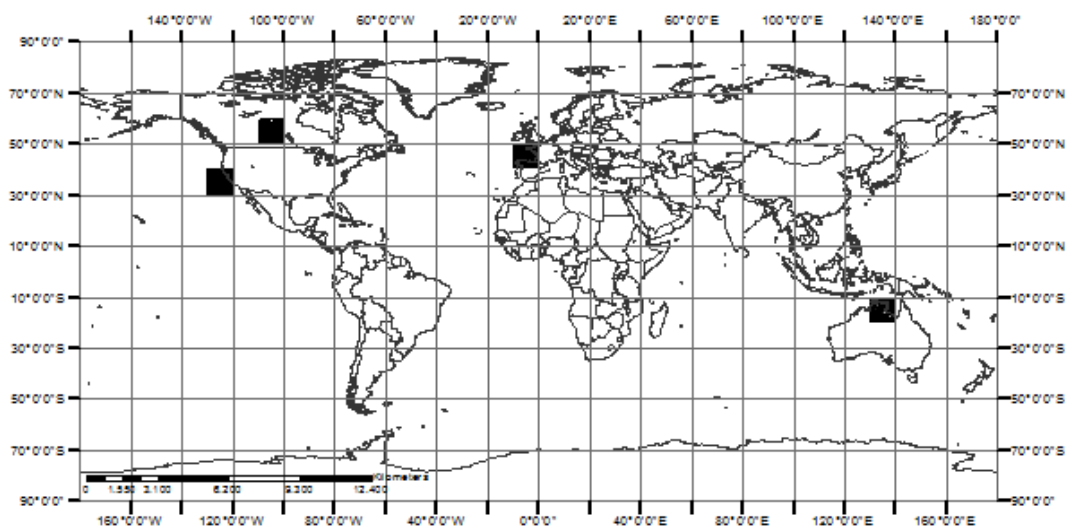 140°0'0"W 100°0'0"W 60°0'0"W 20°0'0"W 20°0'0"E 60°0'0"E 100°0'0"E 140°0'0"E 180°0'0"
90°0'0"
70°0'0"N 70°0'0"N
50°0'0"N 50°0'0"N
30°0'0"N 30°0'0"N
10°0'0"N 10°0'0"N
10°0'0"S 10°0'0"S
30°0'0"S 30°0'0"S
50°0'0"S 50°0'0"S
70°0'0"S 70°0'0"S
Kilometers
0 1.550 3.100 6.200 9.300 12.400
90°0'0" 90°0'0"
160°0'0"W 120°0'0"W 80°0'0"W 40°0'0"W 0°0'0" 40°0'0"E 80°0'0"E 120°0'0"E 160°0'0"E